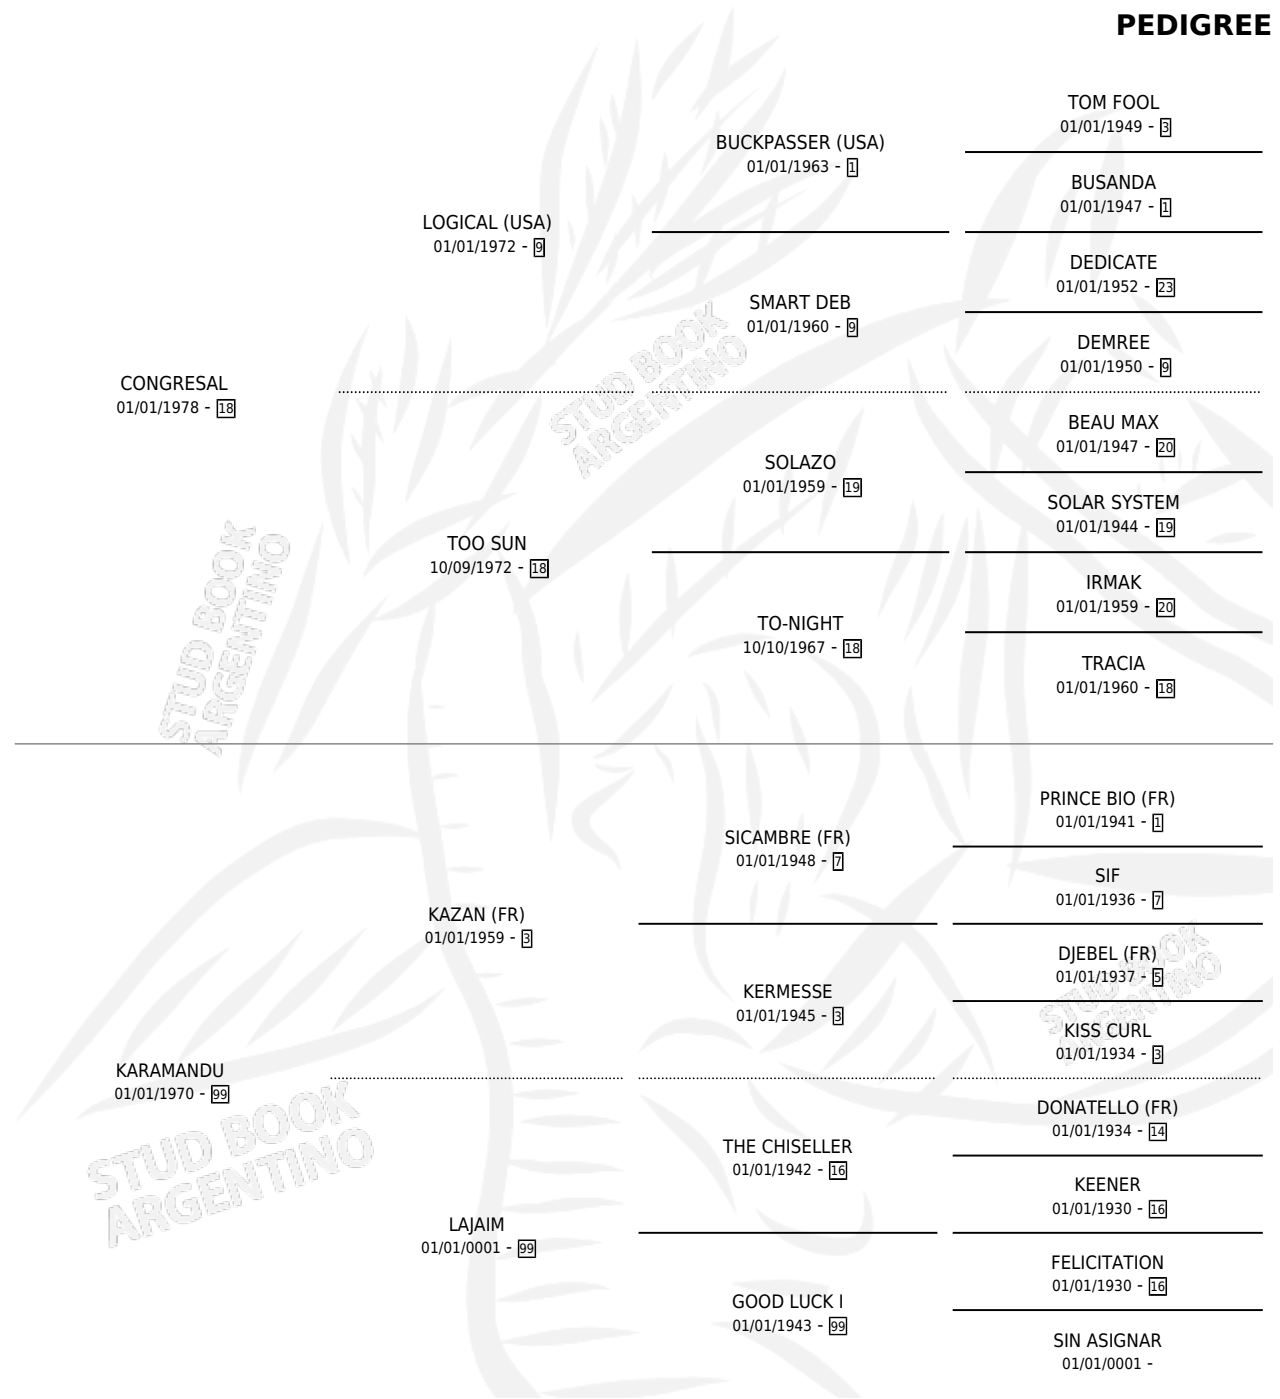 PEDIGREE
TOM FOOL
01/01/1949 - 3
BUCKPASSER (USA)
01/01/1963 - 1
BUSANDA
01/01/1947 - 1
LOGICAL (USA)
01/01/1972 - 9
DEDICATE
01/01/1952 - 23
SMART DEB
01/01/1960 - 9
DEMREE
01/01/1950 - 9
CONGRESAL
01/01/1978 - 18
STUD BOOK
ARGENTINO
BEAU MAX
01/01/1947 - 20
SOLAZO
01/01/1959 - 19
SOLAR SYSTEM
01/01/1944 - 19
TOO SUN
10/09/1972 - 18
IRMAK
01/01/1959 - 20
TO-NIGHT
10/10/1967 - 18
TRACIA
01/01/1960 - 18
STUD BOOK
ARGENTINO
PRINCE BIO (FR)
01/01/1941 - 1
SICAMBRE (FR)
01/01/1948 - 7
SIF
01/01/1936 - 7
KAZAN (FR)
01/01/1959 - 3
DJEBEL (FR)
01/01/1937 - 5
KERMESSE
01/01/1945 - 3
STUD BOOK
ARGENTINO
KISS CURL
01/01/1934 - 3
KARAMANDU
01/01/1970 - 99
STUD BOOK
ARGENTINO
DONATELLO (FR)
01/01/1934 - 14
THE CHISELLER
01/01/1942 - 16
KEENER
01/01/1930 - 16
LAJAIM
01/01/0001 - 99
FELICITATION
01/01/1930 - 16
GOOD LUCK I
01/01/1943 - 99
SIN ASIGNAR
01/01/0001 -